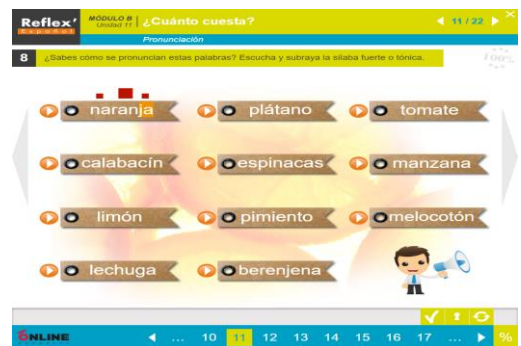 Reflex'
Español
MÓDULO B
Unidad 11
¿Cuánto cuesta?
11 / 22
Pronunciación
8 ¿Sabes cómo se pronuncian estas palabras? Escucha y subraya la sílaba fuerte o tónica.
100%
naranja plátano tomate
calabacín espinacas manzana
limón pimiento melocotón
lechuga berenjena
ONLINE ... 10 11 12 13 14 15 16 17 ... %